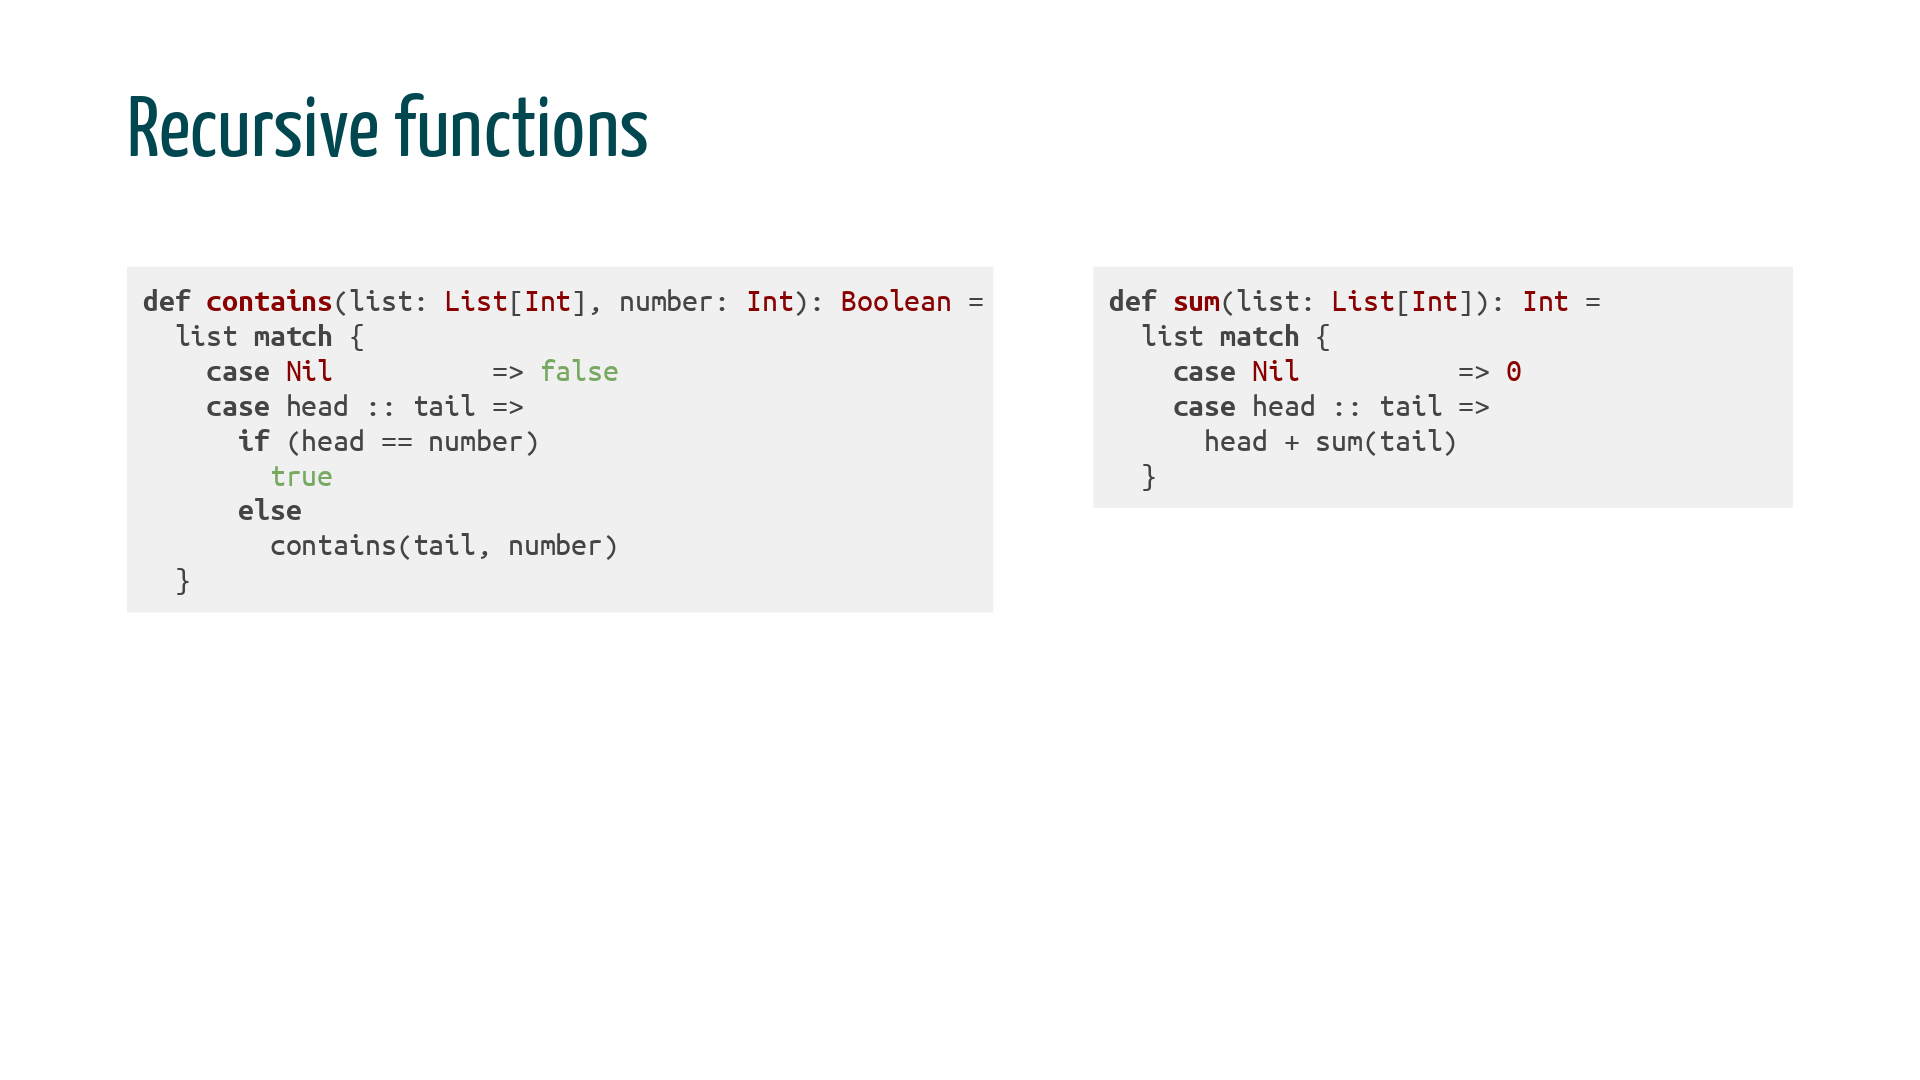 Recursive functions
def contains(list: List[Int], number: Int): Boolean =
  list match {
    case Nil          => false
    case head :: tail =>
      if (head == number)
        true
      else
        contains(tail, number)
  }
def sum(list: List[Int]): Int =
  list match {
    case Nil          => 0
    case head :: tail =>
      head + sum(tail)
  }